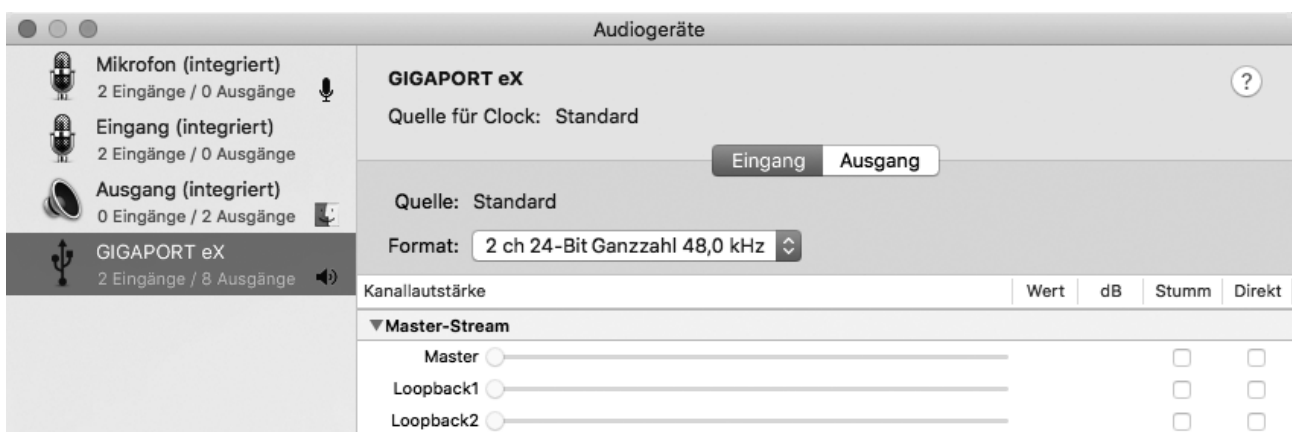 Audiogeräte
Mikrofon (integriert)
2 Eingänge / 0 Ausgänge
Eingang (integriert)
2 Eingänge / 0 Ausgänge
Ausgang (integriert)
0 Eingänge / 2 Ausgänge
GIGAPORT eX
2 Eingänge / 8 Ausgänge
GIGAPORT eX
?
Quelle für Clock: Standard
Eingang Ausgang
Quelle: Standard
Format: 2 ch 24-Bit Ganzzahl 48,0 kHz
Kanallautstärke Wert dB Stumm Direkt
Master-Stream
Master
Loopback1
Loopback2